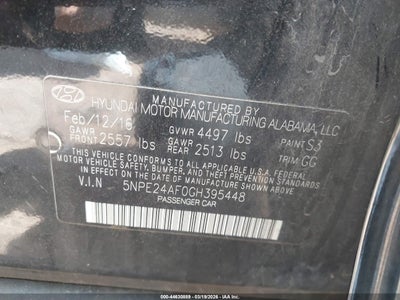 MANUFACTURED BY
HYUNDAI MOTOR MANUFACTURING ALABAMA, LLC
Feb/12/16 GVWR 4497 lbs PAINT S3
GAWR FRONT 2557 lbs GAWR REAR 2513 lbs TRIM GG
THIS VEHICLE CONFORMS TO ALL APPLICABLE U.S. FEDERAL
MOTOR VEHICLE SAFETY, BUMPER, AND THEFT PREVENTION STANDARDS
IN EFFECT ON THE DATE OF MANUFACTURE SHOWN ABOVE.
V.I.N 5NPE24AF0GH395448
PASSENGER CAR
ID: 44630889 - 03/19/2026 - IAA